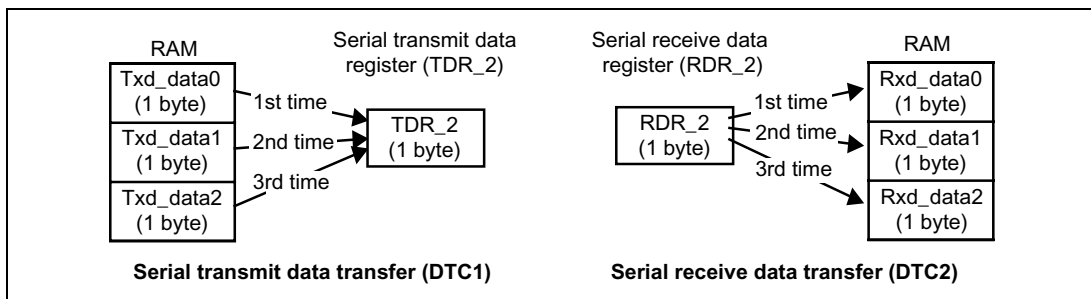 RAM
Serial transmit data
register (TDR_2)
Txd_data0
(1 byte)
Txd_data1
(1 byte)
Txd_data2
(1 byte)
1st time
2nd time
3rd time
TDR_2
(1 byte)
Serial transmit data transfer (DTC1)
Serial receive data
register (RDR_2)
RAM
RDR_2
(1 byte)
1st time
2nd time
3rd time
Rxd_data0
(1 byte)
Rxd_data1
(1 byte)
Rxd_data2
(1 byte)
Serial receive data transfer (DTC2)